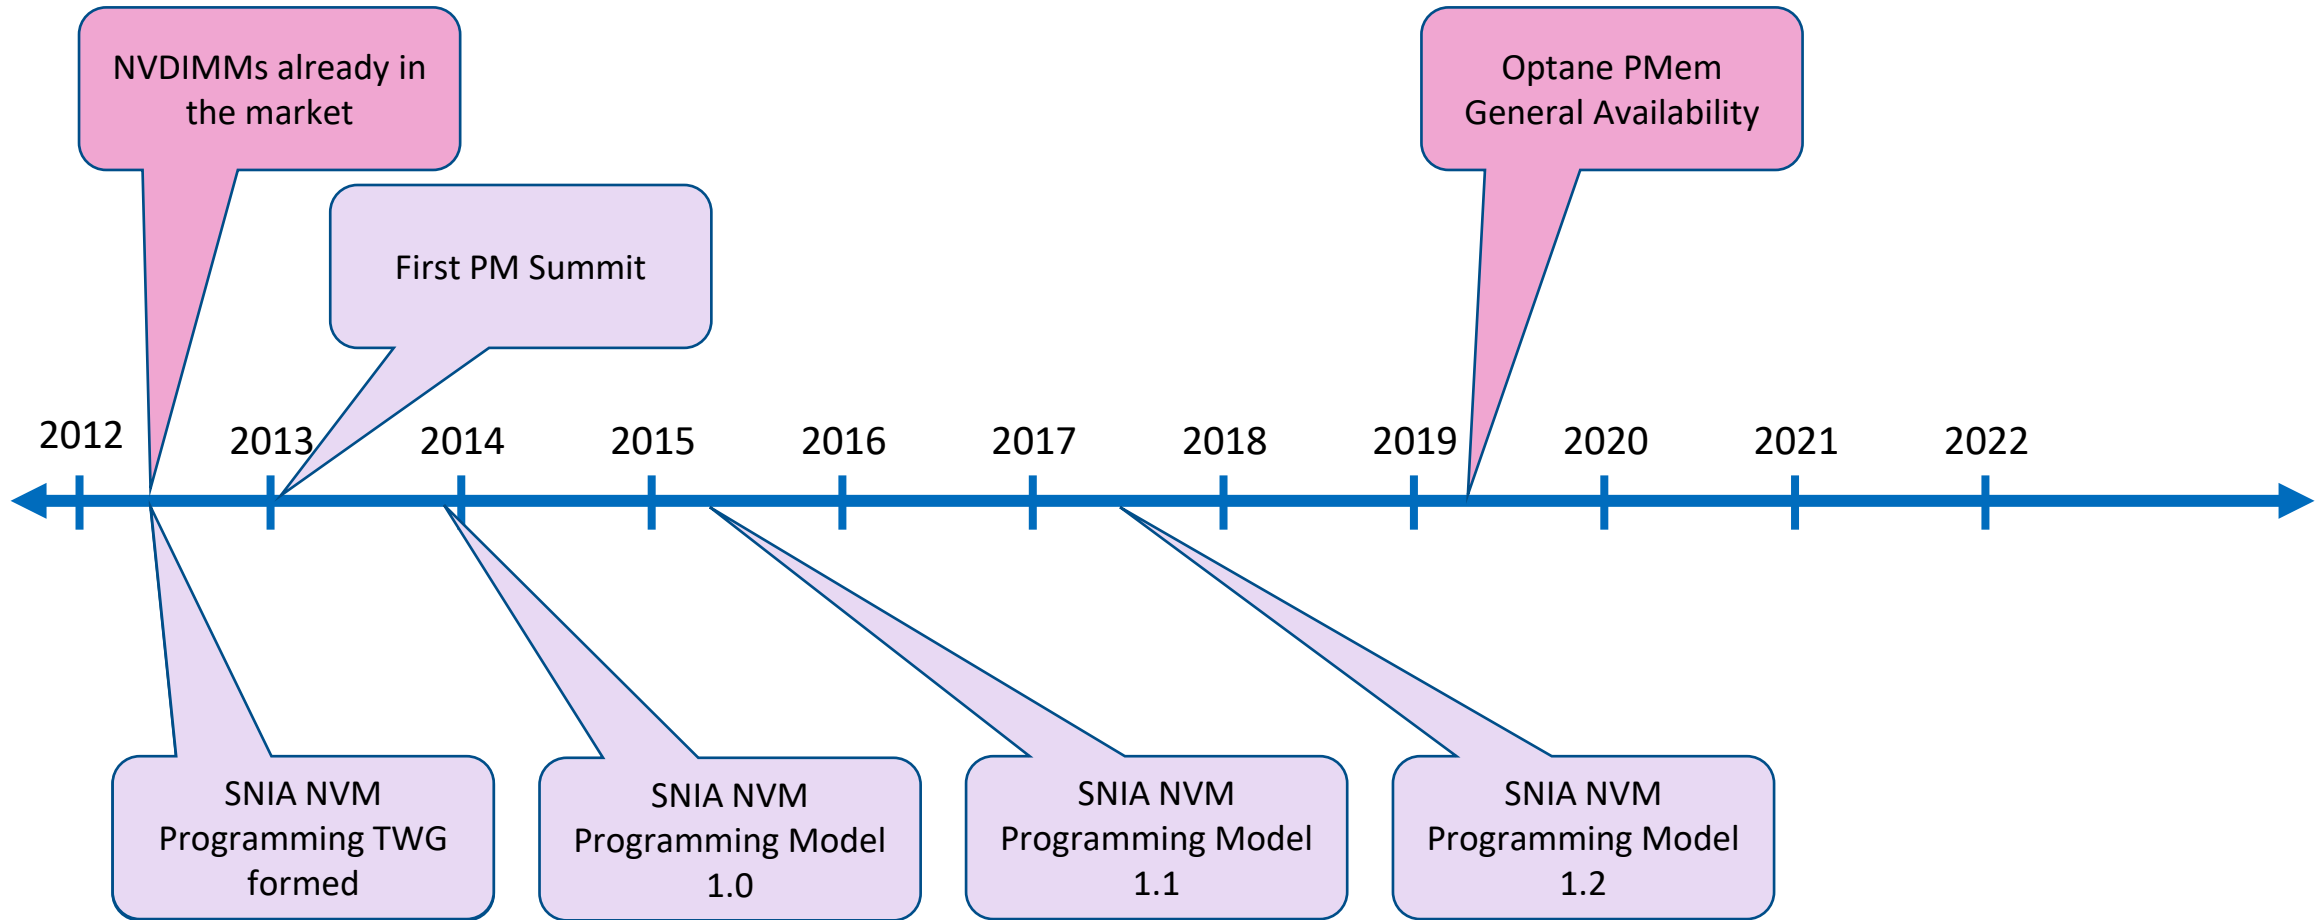 NVDIMMs already in
the market
Optane PMem
General Availability
First PM Summit
2012
2013
2014
2015
2016
2017
2018
2019
2020
2021
2022
SNIA NVM
Programming TWG
formed
SNIA NVM
Programming Model
1.0
SNIA NVM
Programming Model
1.1
SNIA NVM
Programming Model
1.2